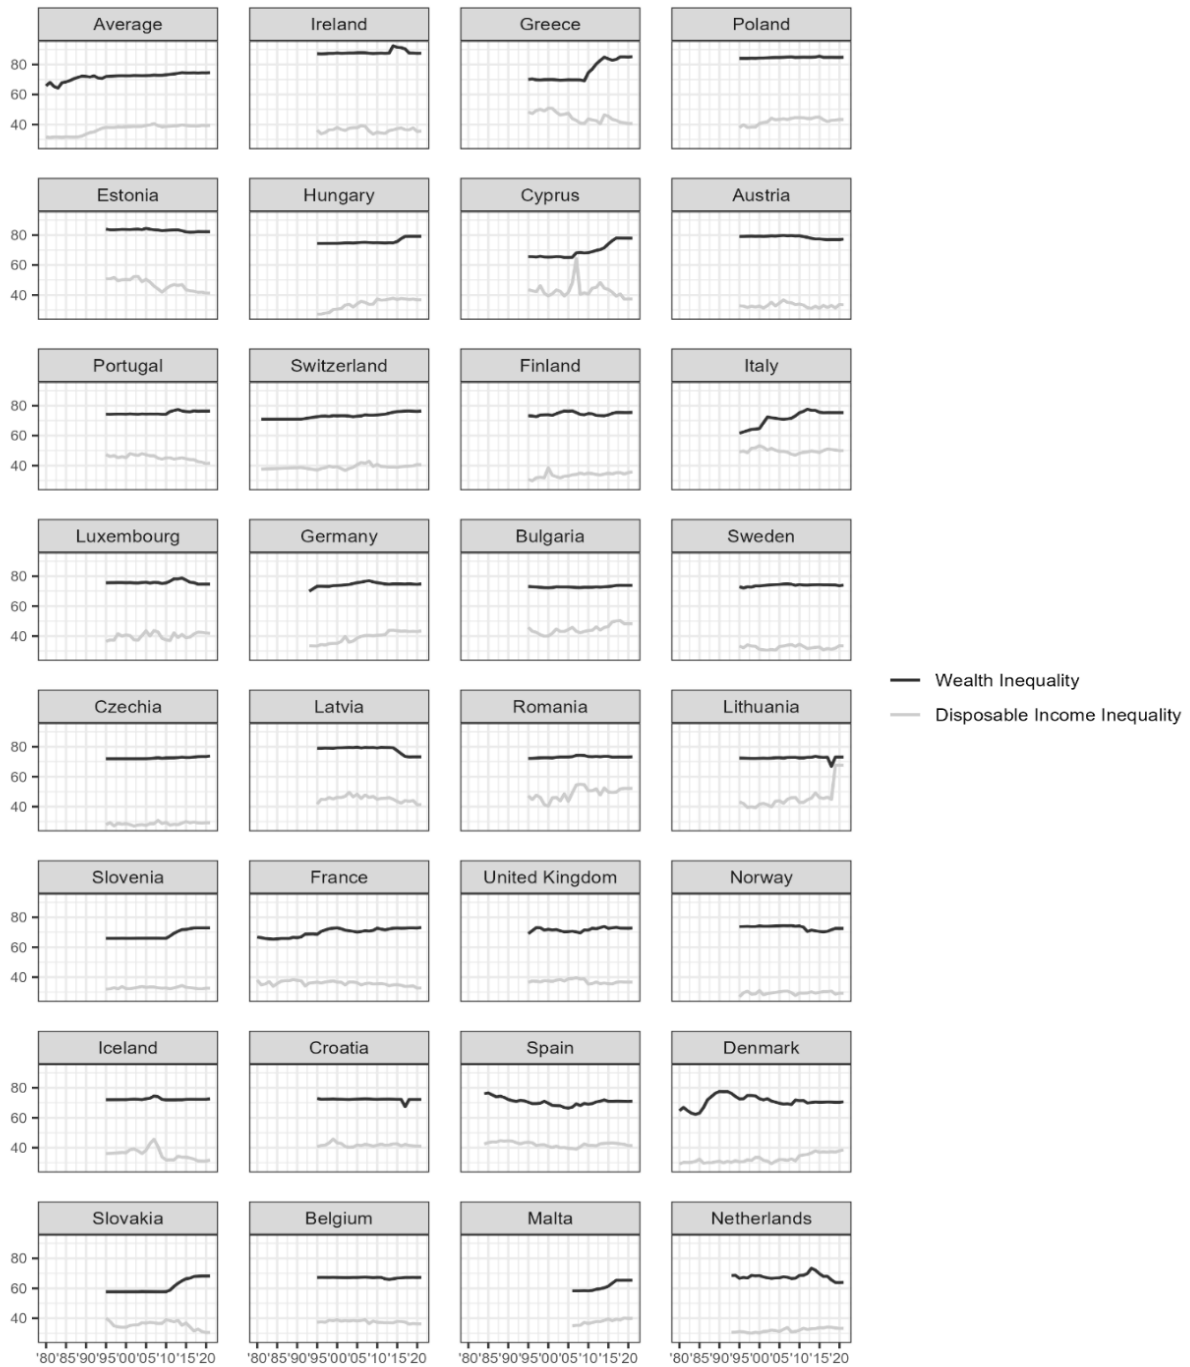 Average Ireland Greece Poland
80
60
40
Estonia Hungary Cyprus Austria
80
60
40
Portugal Switzerland Finland Italy
80
60
40
Luxembourg Germany Bulgaria Sweden
80
60
40
Wealth Inequality
Disposable Income Inequality
Czechia Latvia Romania Lithuania
80
60
40
Slovenia France United Kingdom Norway
80
60
40
Iceland Croatia Spain Denmark
80
60
40
Slovakia Belgium Malta Netherlands
80
60
40
'80 '85 '90 '95 '00 '05 '10 '15 '20 '80 '85 '90 '95 '00 '05 '10 '15 '20 '80 '85 '90 '95 '00 '05 '10 '15 '20 '80 '85 '90 '95 '00 '05 '10 '15 '20